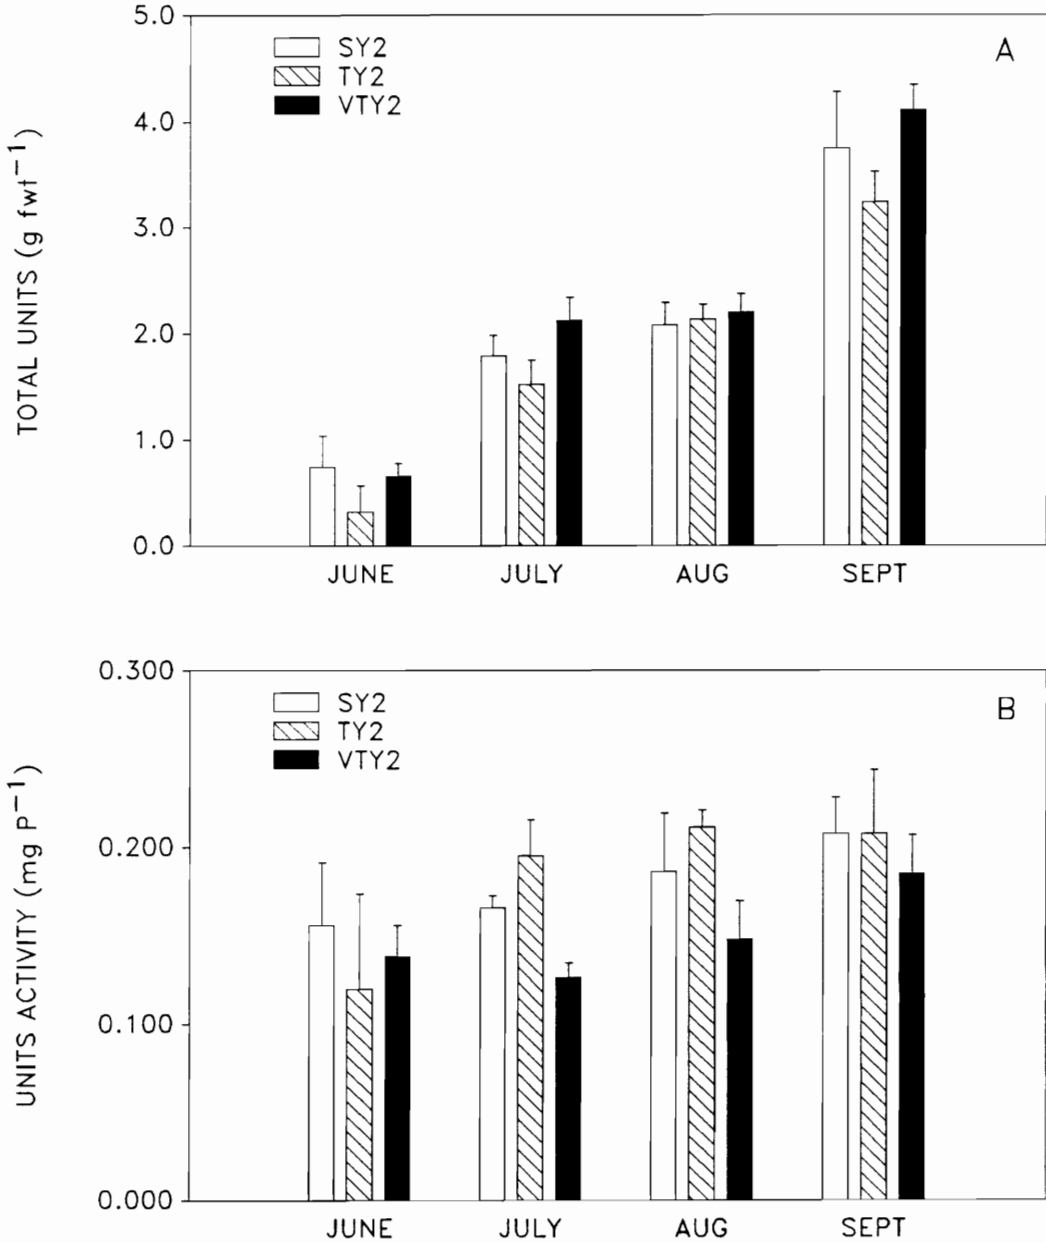 5.0
SY2
A
TY2
VTY2
4.0
3.0
2.0
1.0
0.0
TOTAL UNITS (g fwt⁻¹)
JUNE JULY AUG SEPT
0.300
SY2
B
TY2
VTY2
0.200
0.100
0.000
UNITS ACTIVITY (mg P⁻¹)
JUNE JULY AUG SEPT